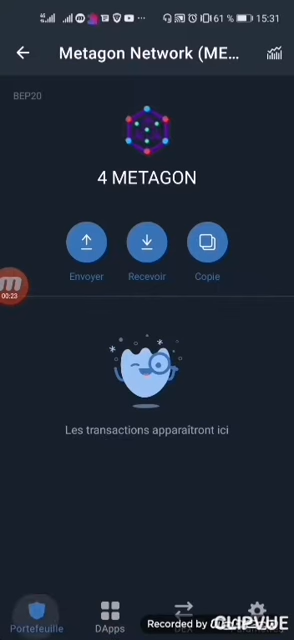 61 % 15:31
Metagon Network (ME...
BEP20
4 METAGON
Envoyer
Recevoir
Copie
00:23
Les transactions apparaîtront ici
Portefeuille
DApps
Recorded by
CLIPVUE